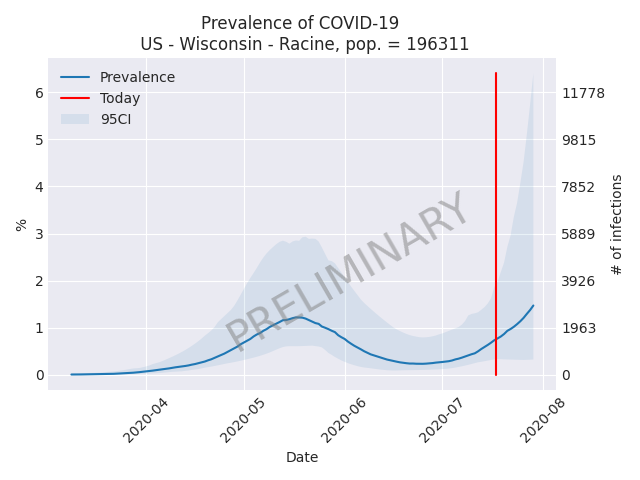 Prevalence of COVID-19
US - Wisconsin - Racine, pop. = 196311
Prevalence
Today
95CI
6
5
4
3
2
1
0
%
11778
9815
7852
5889
3926
1963
0
# of infections
PRELIMINARY
2020-04
2020-05
2020-06
2020-07
2020-08
Date